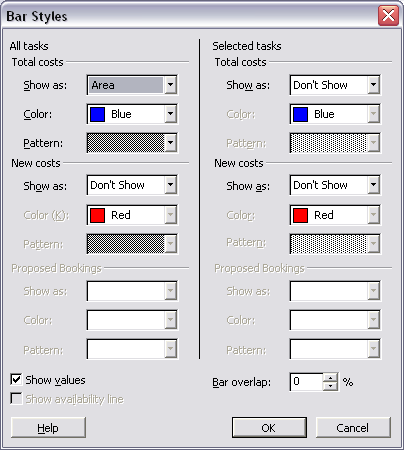 Bar Styles
All tasks
Total costs
Show as: Area
Color: Blue
Pattern:
New costs
Show as: Don't Show
Color (K): Red
Pattern:
Proposed Bookings
Show as:
Color:
Pattern:
Selected tasks
Total costs
Show as: Don't Show
Color: Blue
Pattern:
New costs
Show as: Don't Show
Color: Red
Pattern:
Proposed Bookings
Show as:
Color:
Pattern:
Show values
Show availability line
Bar overlap: 0 %
Help
OK
Cancel